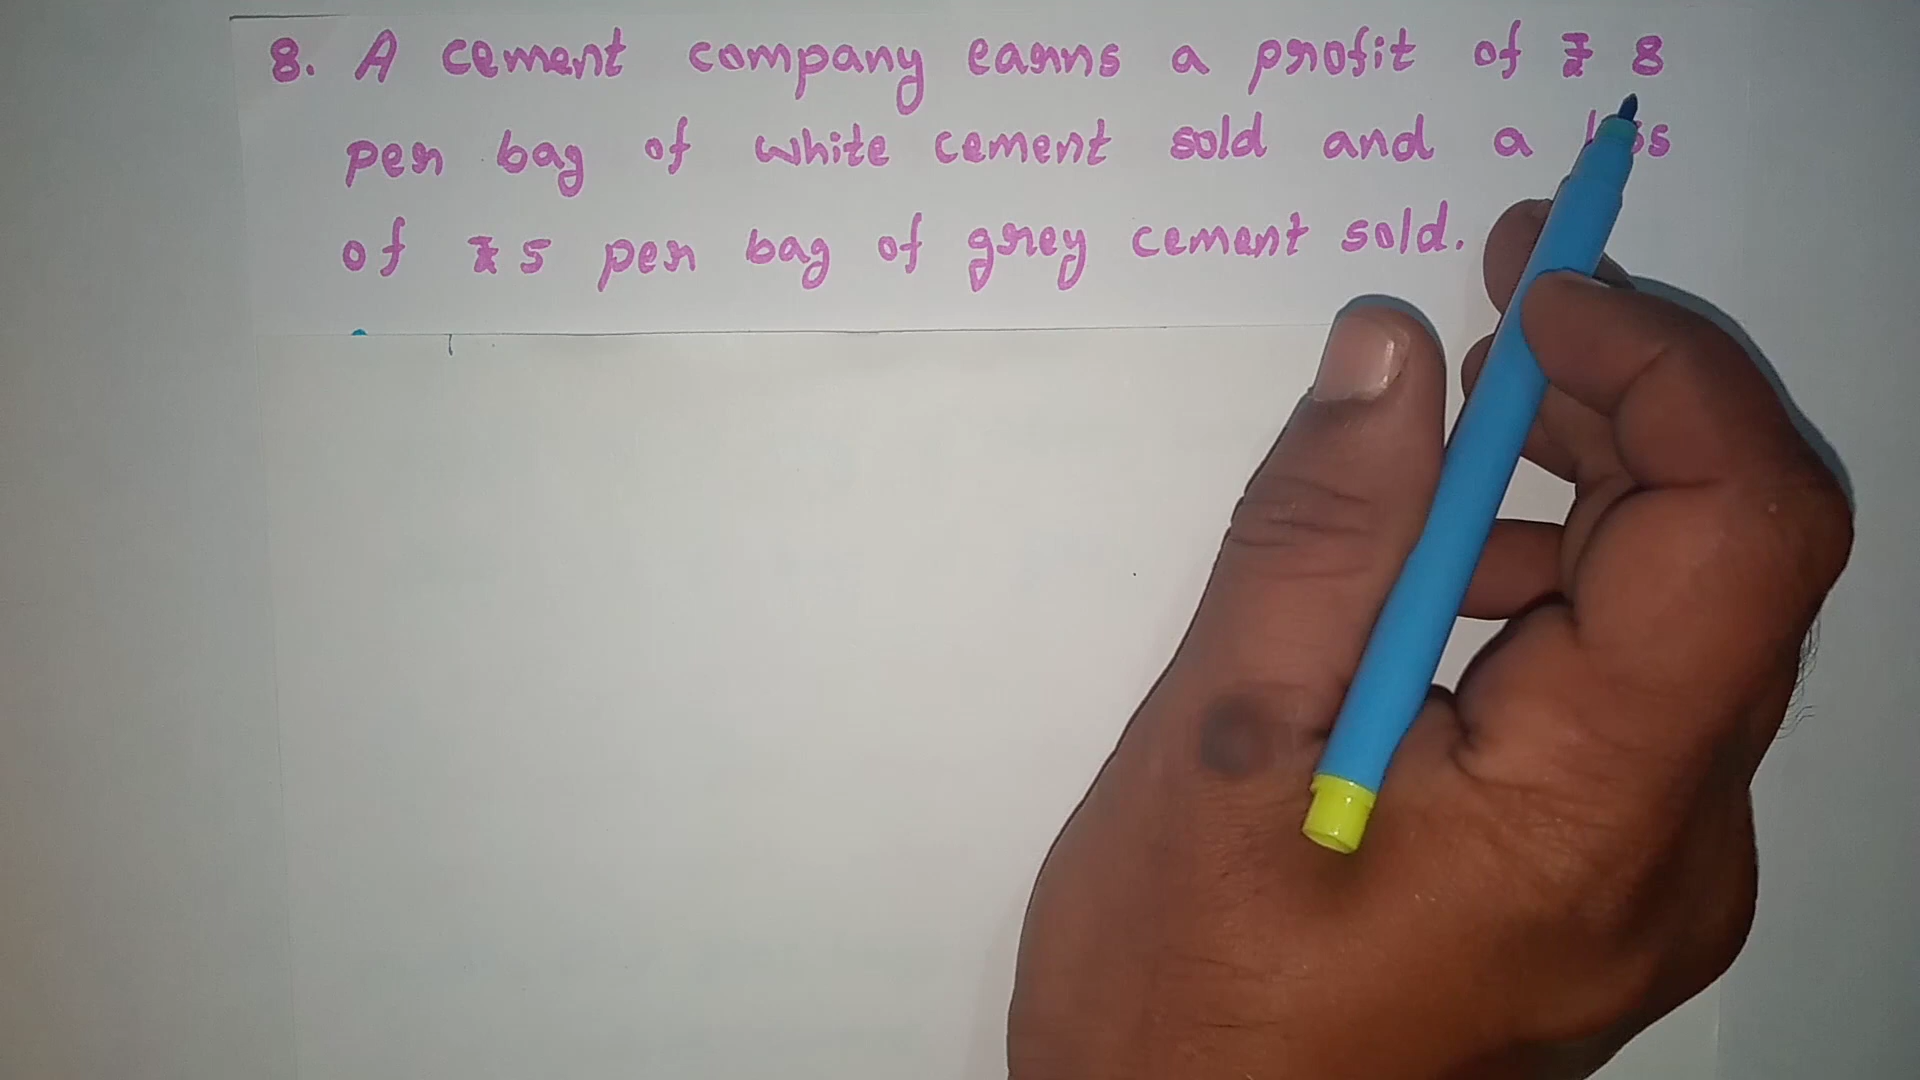 8. A cement company earns a profit of ₹ 8
per bag of white cement sold and a loss
of ₹ 5 per bag of grey cement sold.